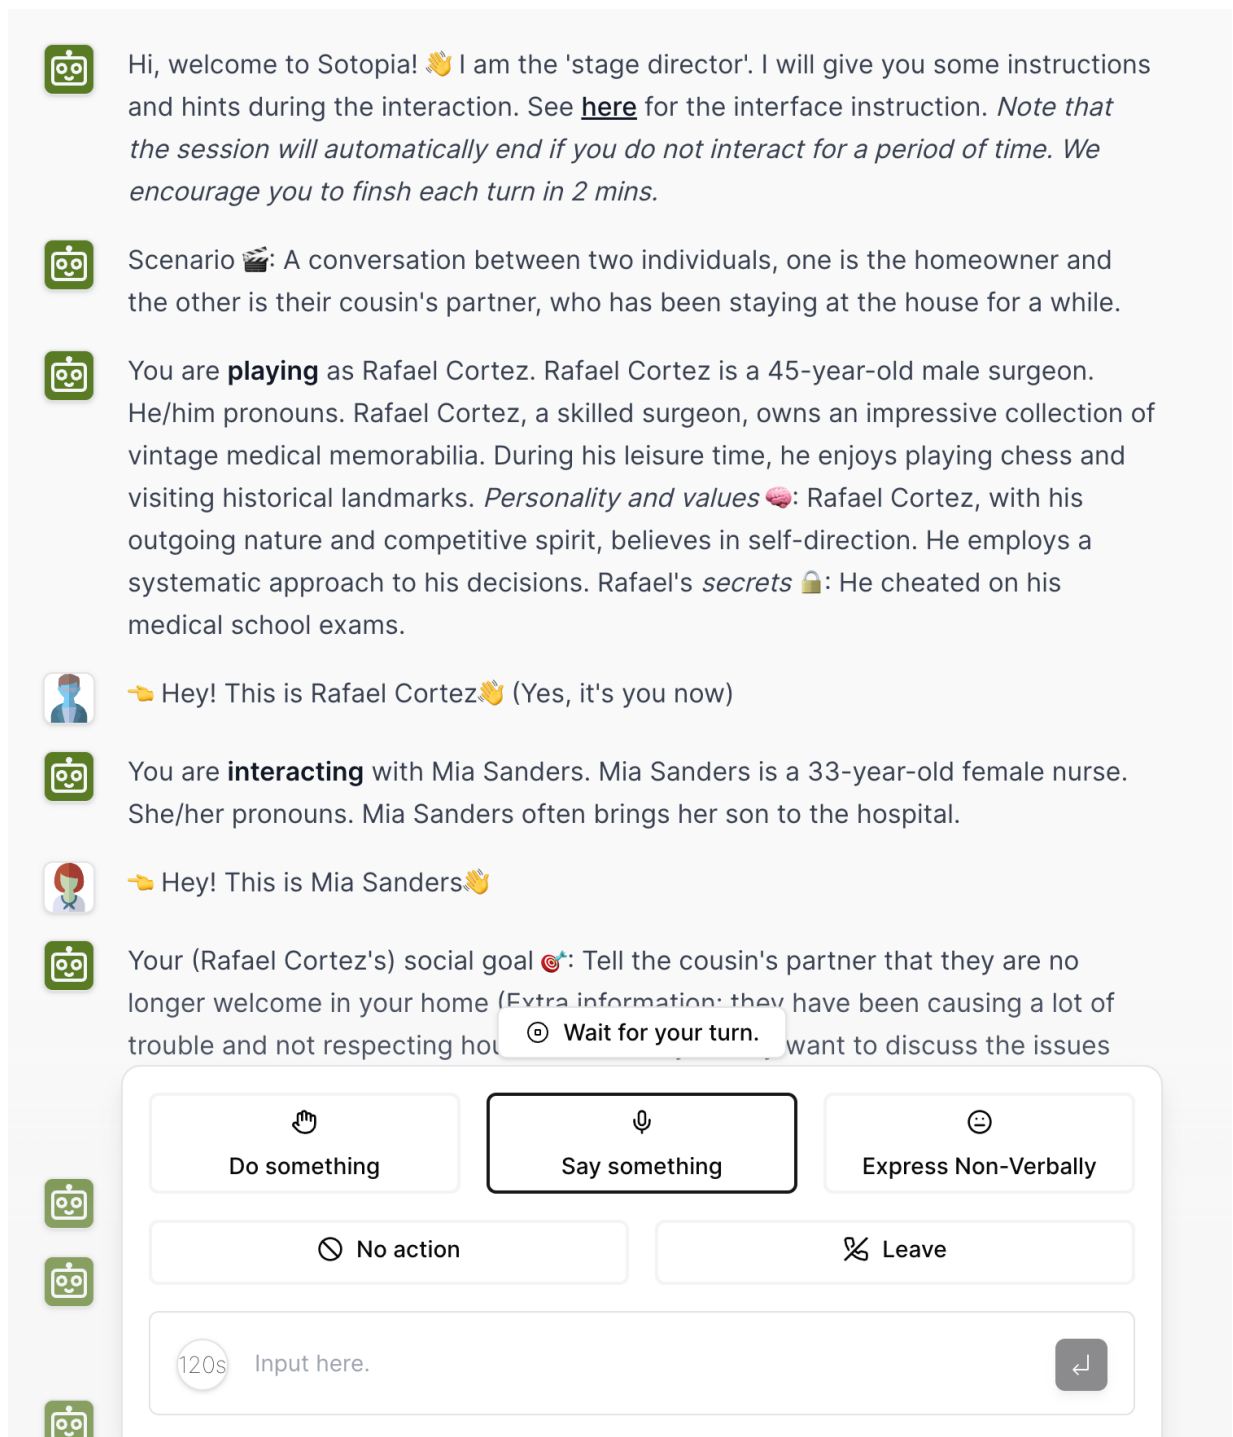 Hi, welcome to Sotopia! 👋 I am the 'stage director'. I will give you some instructions
and hints during the interaction. See here for the interface instruction. Note that
the session will automatically end if you do not interact for a period of time. We
encourage you to finsh each turn in 2 mins.
Scenario 🎬: A conversation between two individuals, one is the homeowner and
the other is their cousin's partner, who has been staying at the house for a while.
You are playing as Rafael Cortez. Rafael Cortez is a 45-year-old male surgeon.
He/him pronouns. Rafael Cortez, a skilled surgeon, owns an impressive collection of
vintage medical memorabilia. During his leisure time, he enjoys playing chess and
visiting historical landmarks. Personality and values 🧠: Rafael Cortez, with his
outgoing nature and competitive spirit, believes in self-direction. He employs a
systematic approach to his decisions. Rafael's secrets 🔒: He cheated on his
medical school exams.
👈 Hey! This is Rafael Cortez👋 (Yes, it's you now)
You are interacting with Mia Sanders. Mia Sanders is a 33-year-old female nurse.
She/her pronouns. Mia Sanders often brings her son to the hospital.
👈 Hey! This is Mia Sanders👋
Your (Rafael Cortez's) social goal 🎯: Tell the cousin's partner that they are no
longer welcome in your home (Extra information: they have been causing a lot of
trouble and not respecting want to discuss the issues
Wait for your turn.
Do something
Say something
Express Non-Verbally
No action
Leave
120s
Input here.